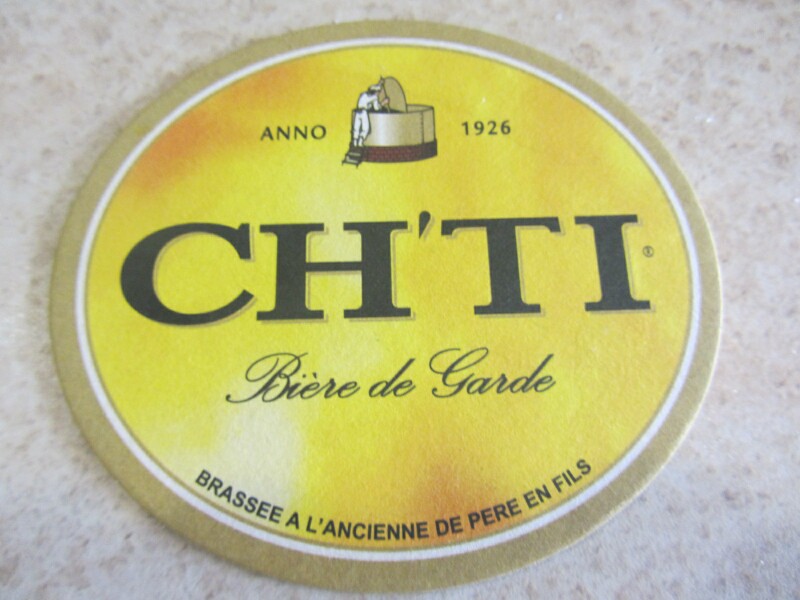 ANNO 1926
CH'TI ®
Bière de Garde
BRASSEE A L'ANCIENNE DE PERE EN FILS